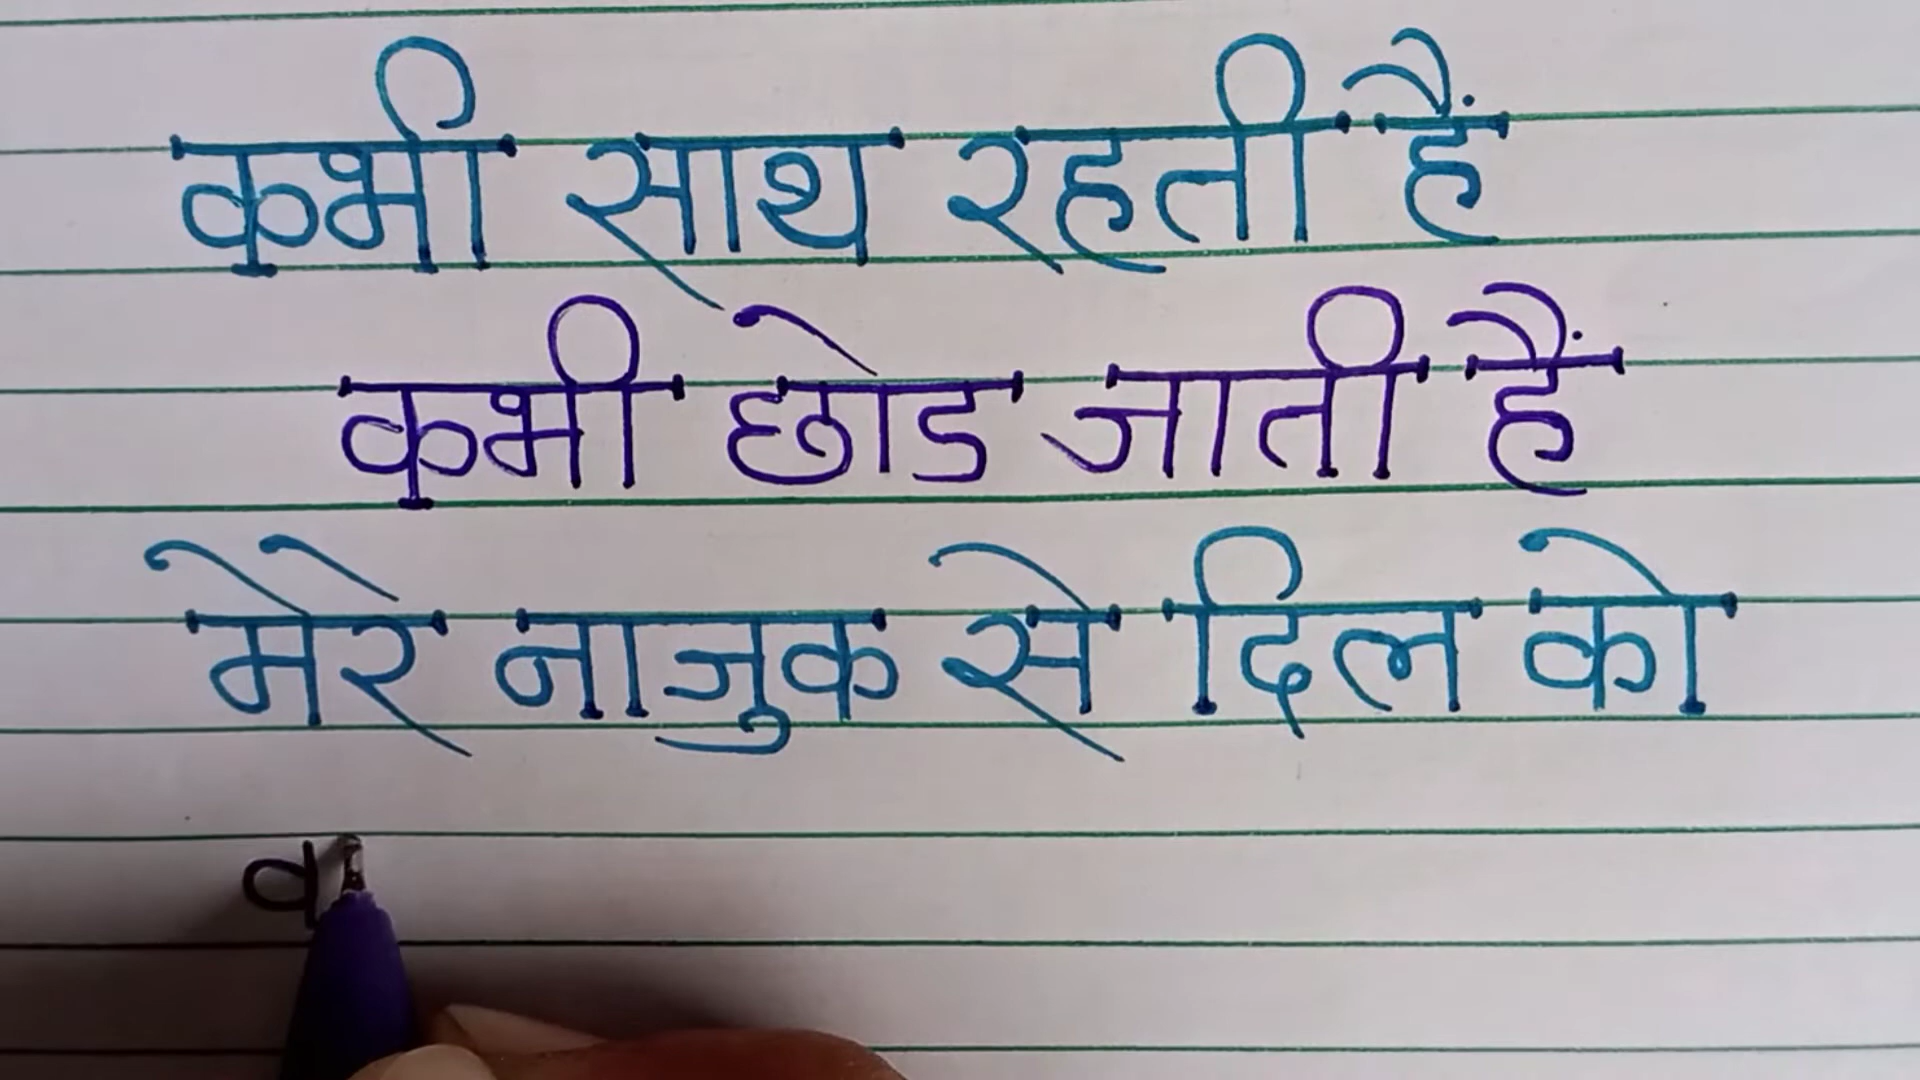 कभी साथ रहती हैं
कभी छोड जाती हैं
मेरे नाजुक से दिल को
व